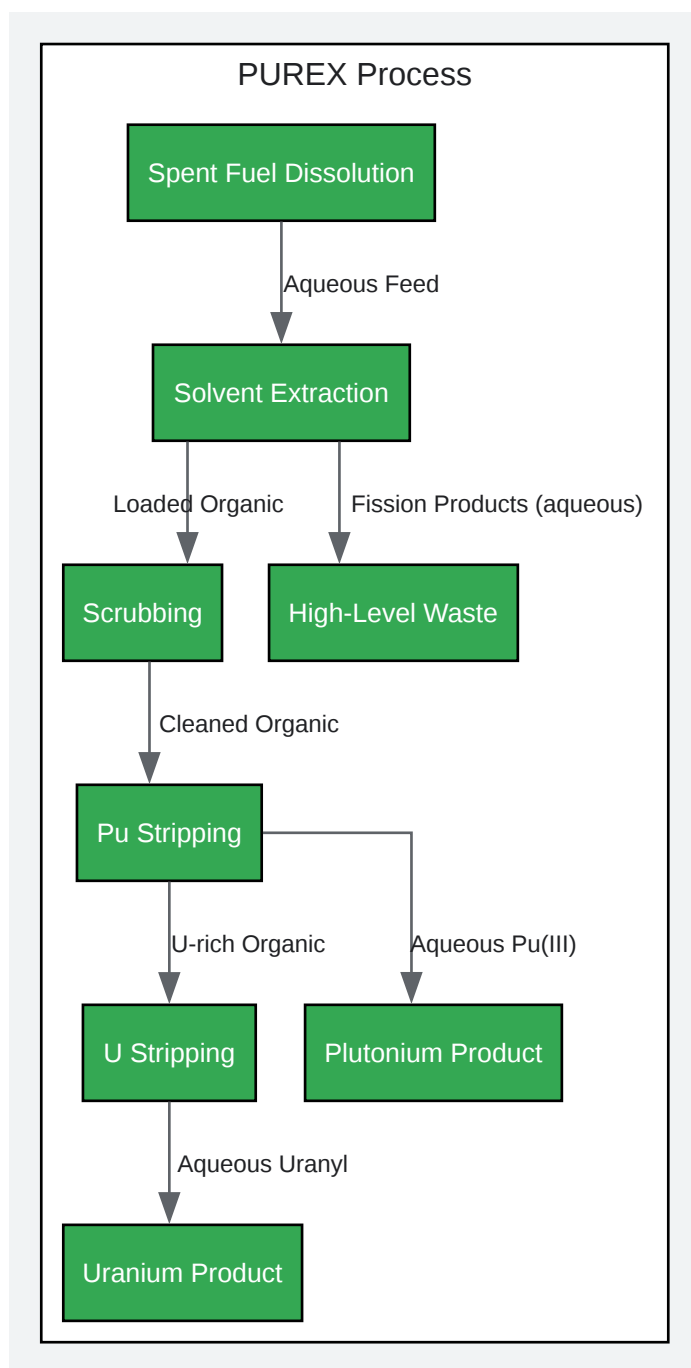 PUREX Process
Spent Fuel Dissolution
Aqueous Feed
Solvent Extraction
Loaded Organic
Fission Products (aqueous)
Scrubbing
High-Level Waste
Cleaned Organic
Pu Stripping
U-rich Organic
Aqueous Pu(III)
U Stripping
Plutonium Product
Aqueous Uranyl
Uranium Product